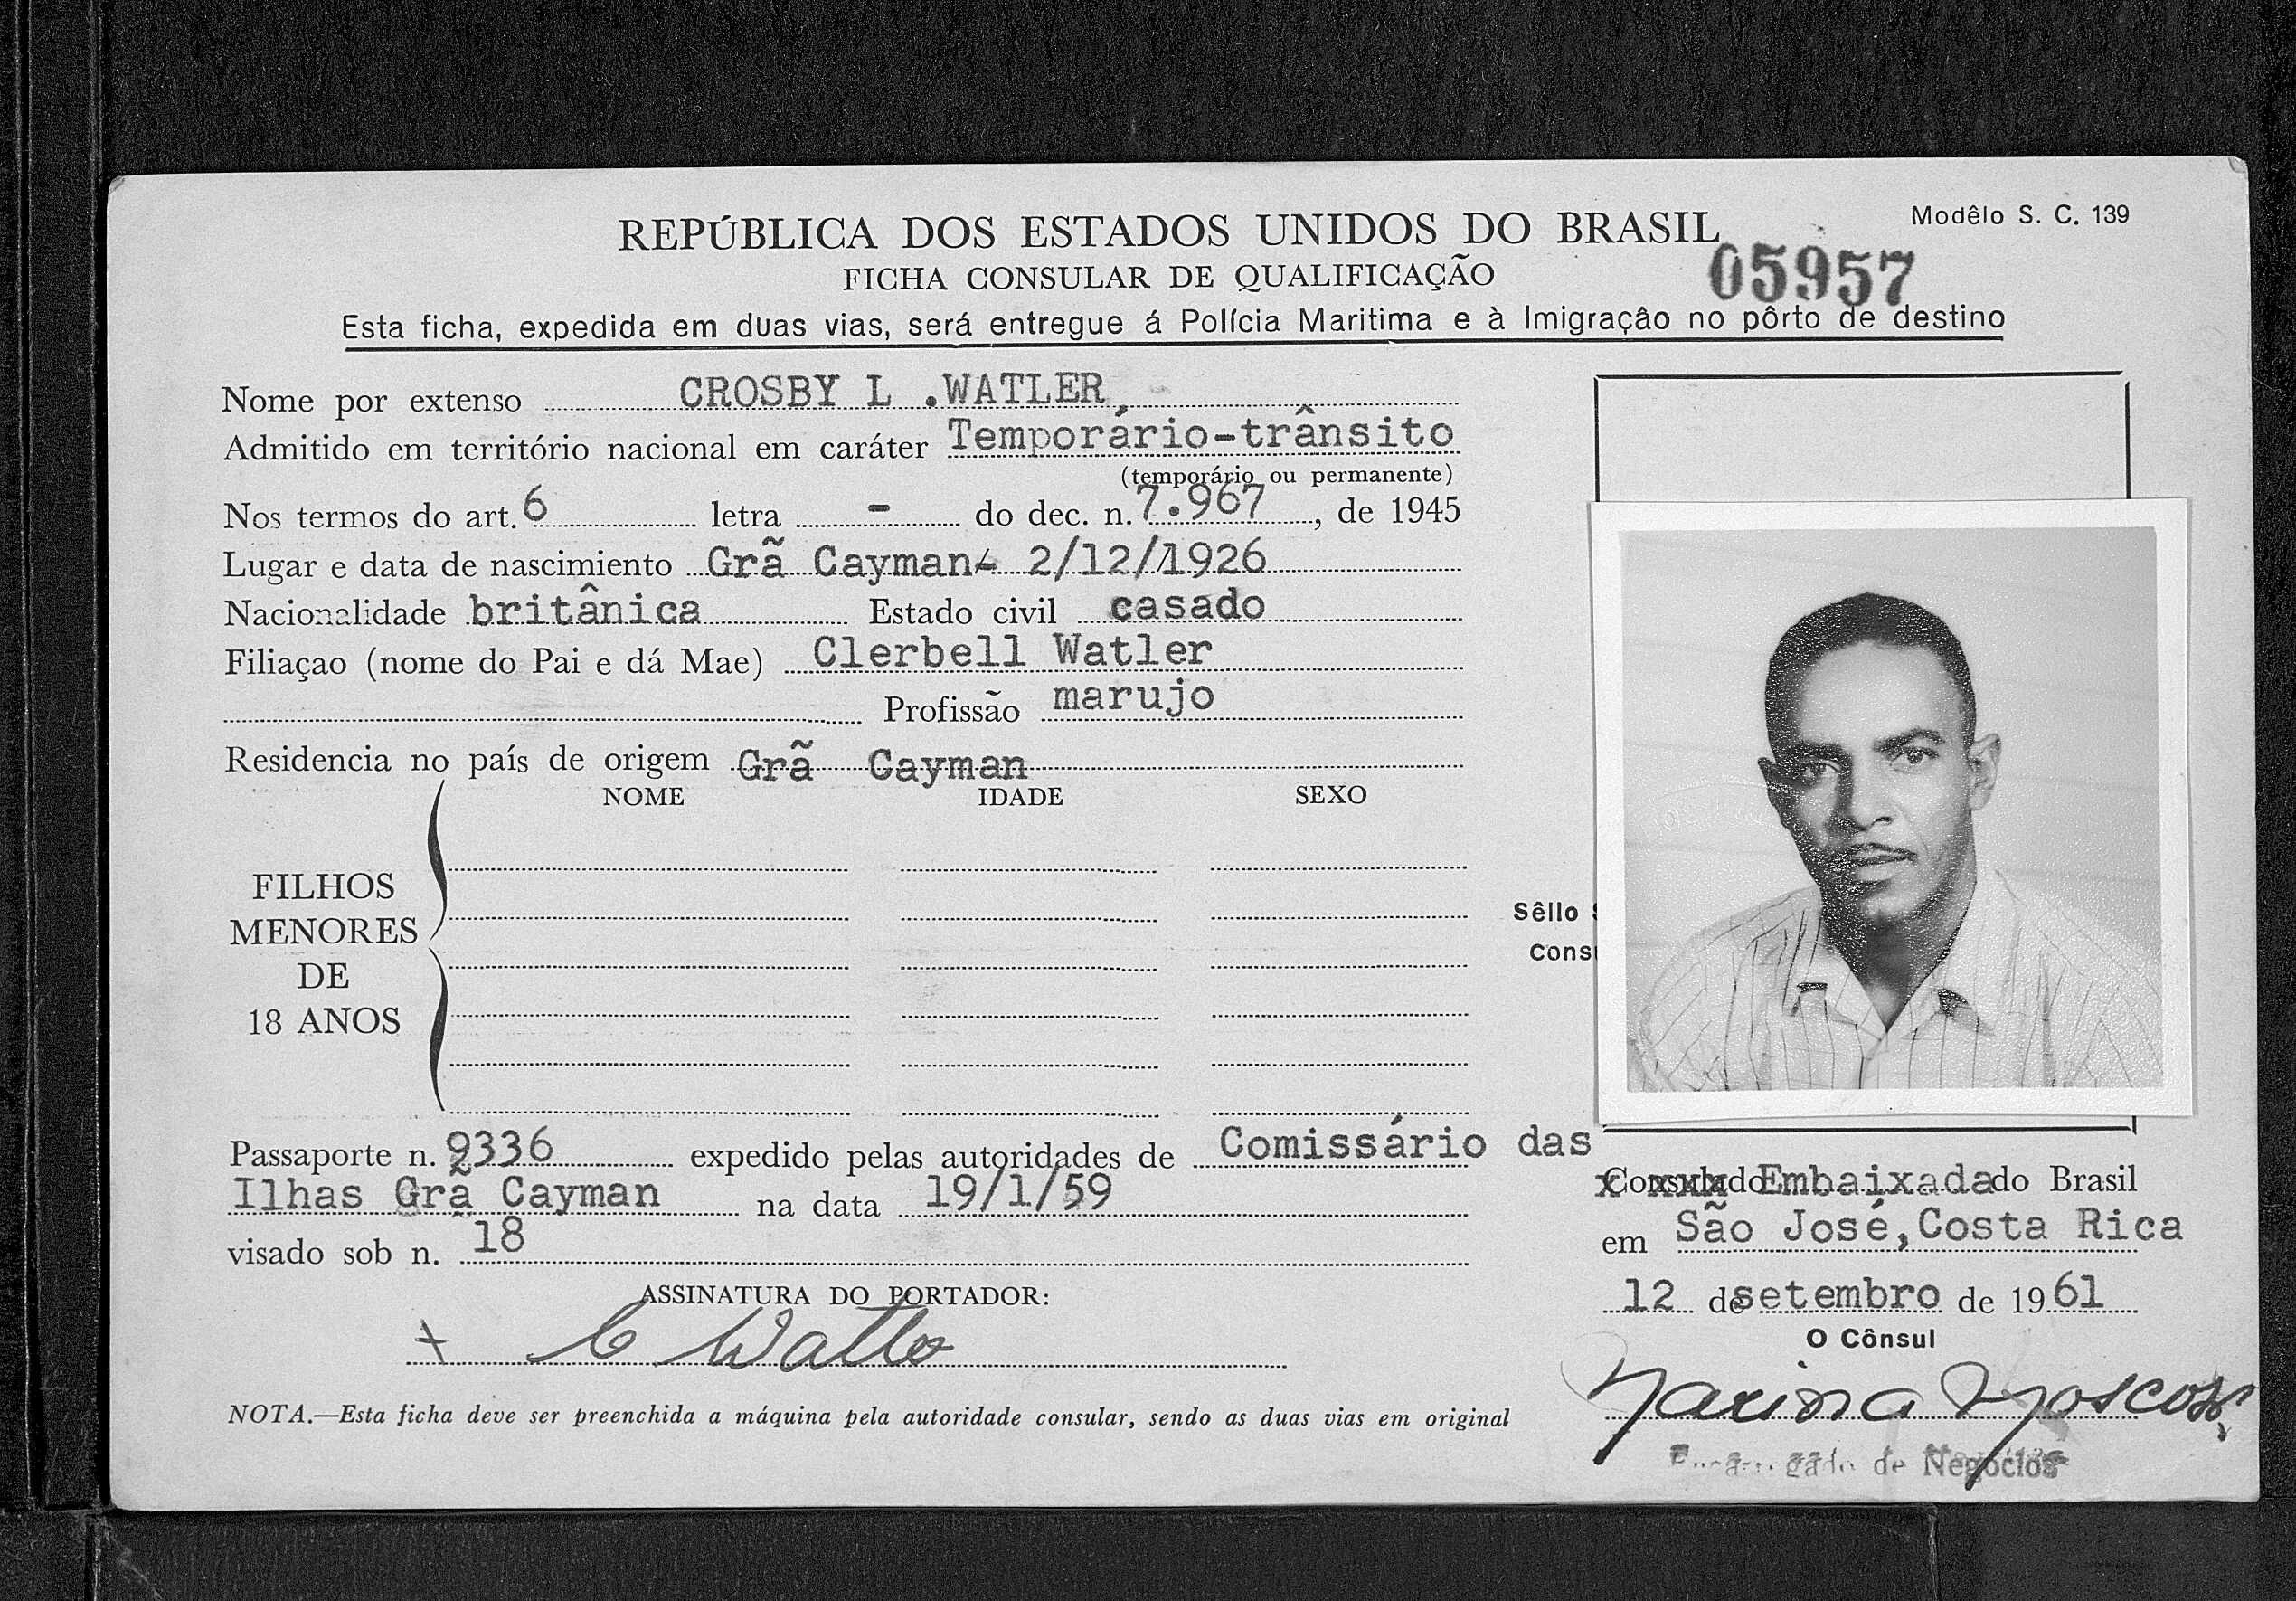 Modêlo S. C. 139
REPÚBLICA DOS ESTADOS UNIDOS DO BRASIL
05957
FICHA CONSULAR DE QUALIFICAÇÃO
Esta ficha, expedida em duas vias, será entregue á Polícia Maritima e à Imigraçâo no pôrto de destino
Nome por extenso CROSBY L .WATLER
Admitido em território nacional em caráter Temporário-trânsito
(temporário ou permanente)
Nos termos do art. 6 letra - do dec. n. 7.967, de 1945
Lugar e data de nascimiento Grã Cayman- 2/12/1926
Nacionalidade britânica Estado civil casado
Filiaçao (nome do Pai e dá Mae) Clerbell Watler
Profissão marujo
Residencia no país de origem Grã Cayman
NOME IDADE SEXO
FILHOS
MENORES
DE
18 ANOS
Sêllo
Passaporte n. 9336 expedido pelas autoridades de Comissário das
Ilhas Grã Cayman na data 19/1/59
visado sob n. 18
Consulado Embaixada do Brasil
em São José, Costa Rica
12 de setembro de 1961
O Cônsul
ASSINATURA DO PORTADOR:
NOTA.—Esta ficha deve ser preenchida a máquina pela autoridade consular, sendo as duas vias em original
de Negócios